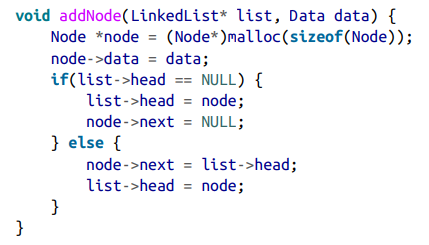 void addNode(LinkedList* list, Data data) {
    Node *node = (Node*)malloc(sizeof(Node));
    node->data = data;
    if(list->head == NULL) {
        list->head = node;
        node->next = NULL;
    } else {
        node->next = list->head;
        list->head = node;
    }
}